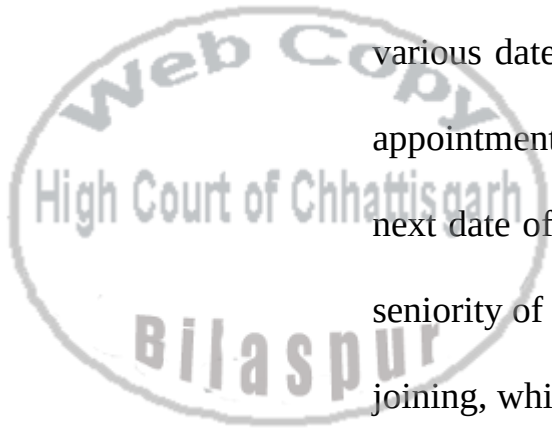 Web Copy
High Court of Chhattisgarh
Bilaspur
various date
appointment
next date of
seniority of
joining, whi